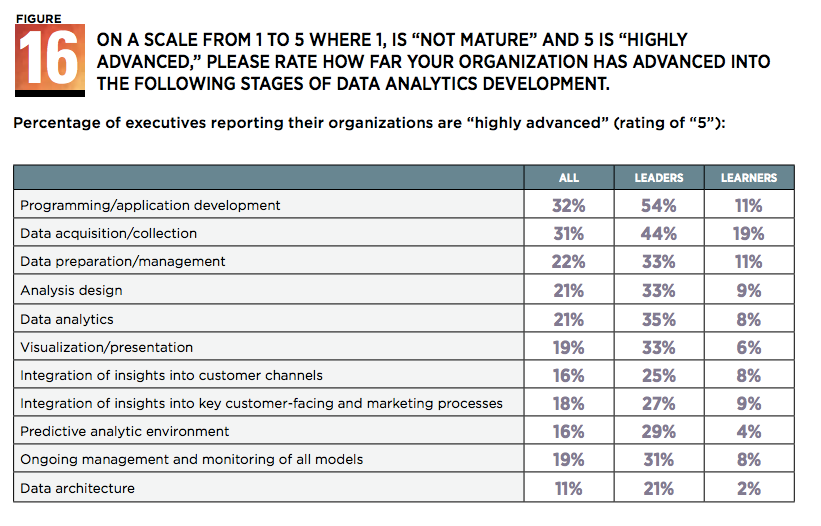 FIGURE
16
ON A SCALE FROM 1 TO 5 WHERE 1, IS “NOT MATURE” AND 5 IS “HIGHLY
ADVANCED,” PLEASE RATE HOW FAR YOUR ORGANIZATION HAS ADVANCED INTO
THE FOLLOWING STAGES OF DATA ANALYTICS DEVELOPMENT.
Percentage of executives reporting their organizations are “highly advanced” (rating of “5”):
ALL LEADERS LEARNERS
Programming/application development 32% 54% 11%
Data acquisition/collection 31% 44% 19%
Data preparation/management 22% 33% 11%
Analysis design 21% 33% 9%
Data analytics 21% 35% 8%
Visualization/presentation 19% 33% 6%
Integration of insights into customer channels 16% 25% 8%
Integration of insights into key customer-facing and marketing processes 18% 27% 9%
Predictive analytic environment 16% 29% 4%
Ongoing management and monitoring of all models 19% 31% 8%
Data architecture 11% 21% 2%